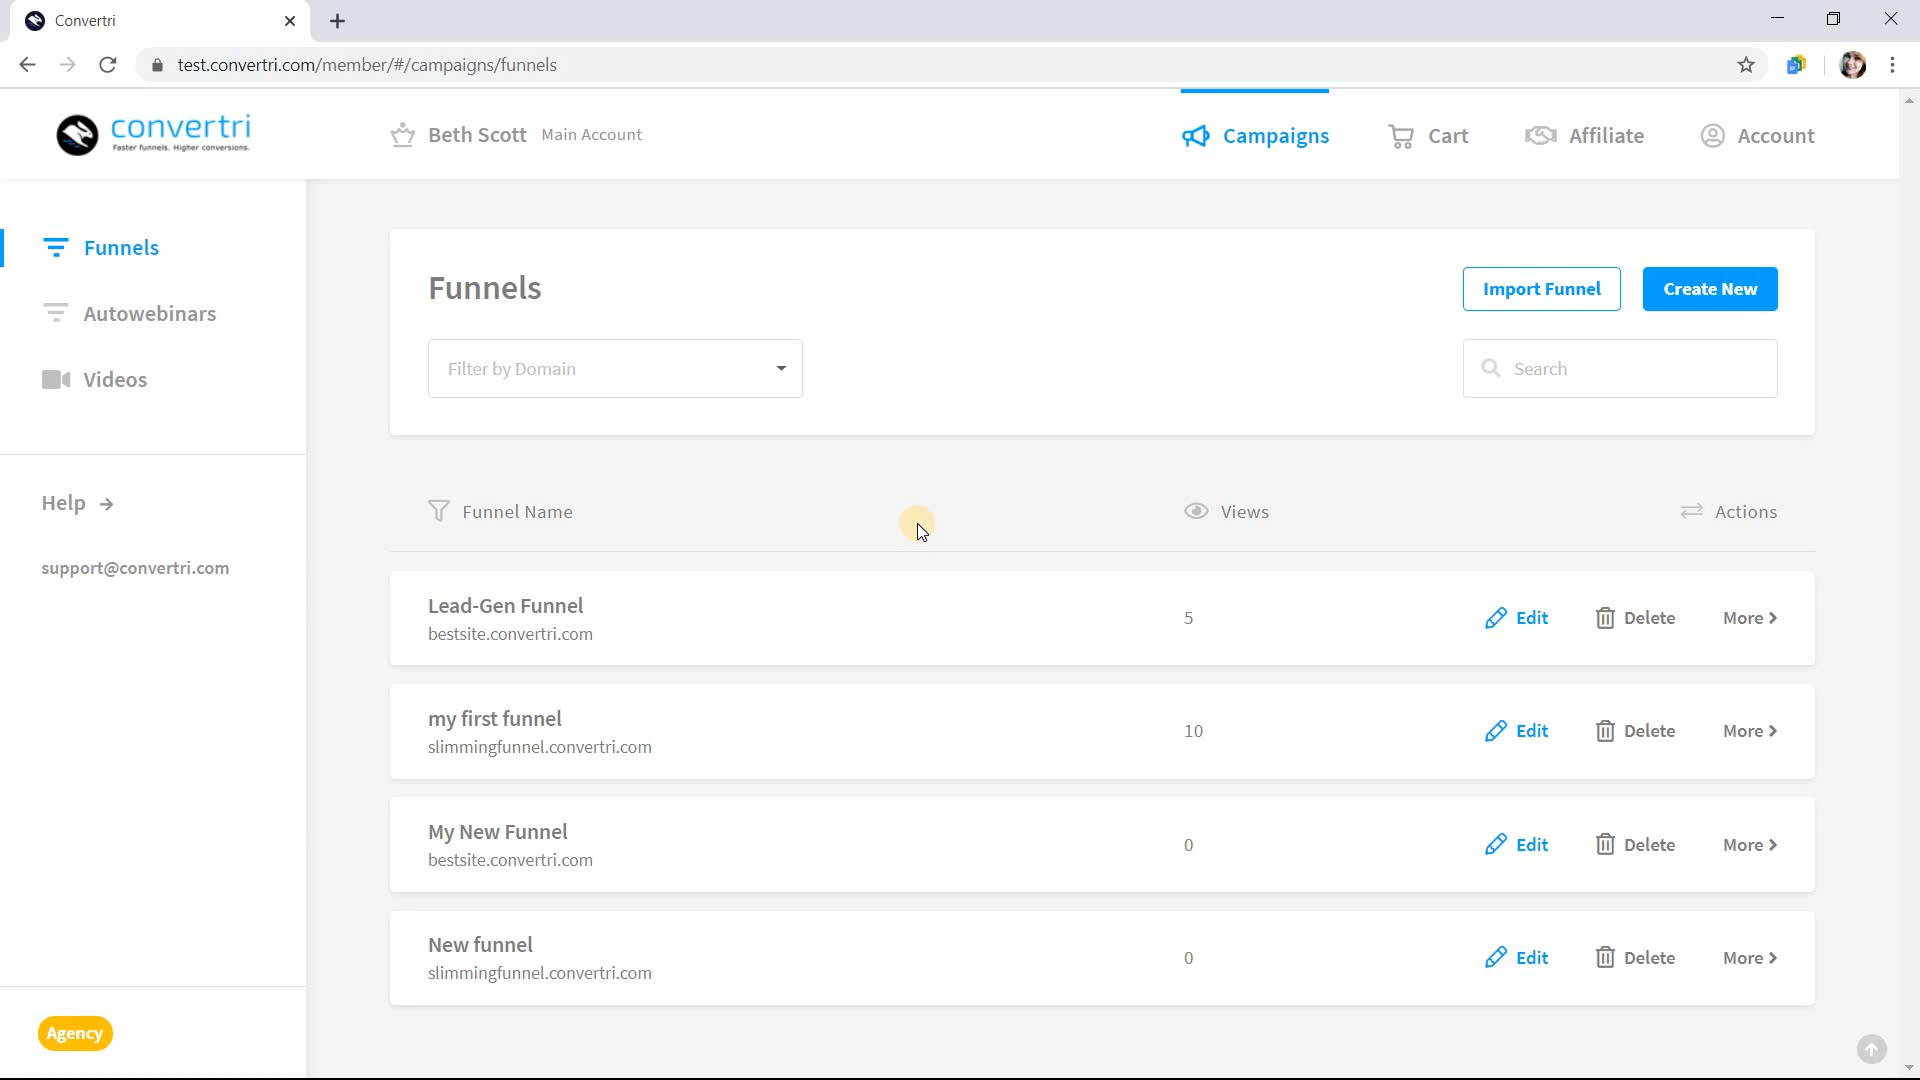 Convertri
test.convertri.com/member/#/campaigns/funnels
convertri
Faster funnels. Higher conversions.
Beth Scott Main Account
Campaigns
Cart
Affiliate
Account
Funnels
Autowebinars
Videos
Help
support@convertri.com
Agency
Funnels
Import Funnel
Create New
Filter by Domain
Search
Funnel Name
Views
Actions
Lead-Gen Funnel
bestsite.convertri.com
5
Edit
Delete
More
my first funnel
slimmingfunnel.convertri.com
10
Edit
Delete
More
My New Funnel
bestsite.convertri.com
0
Edit
Delete
More
New funnel
slimmingfunnel.convertri.com
0
Edit
Delete
More